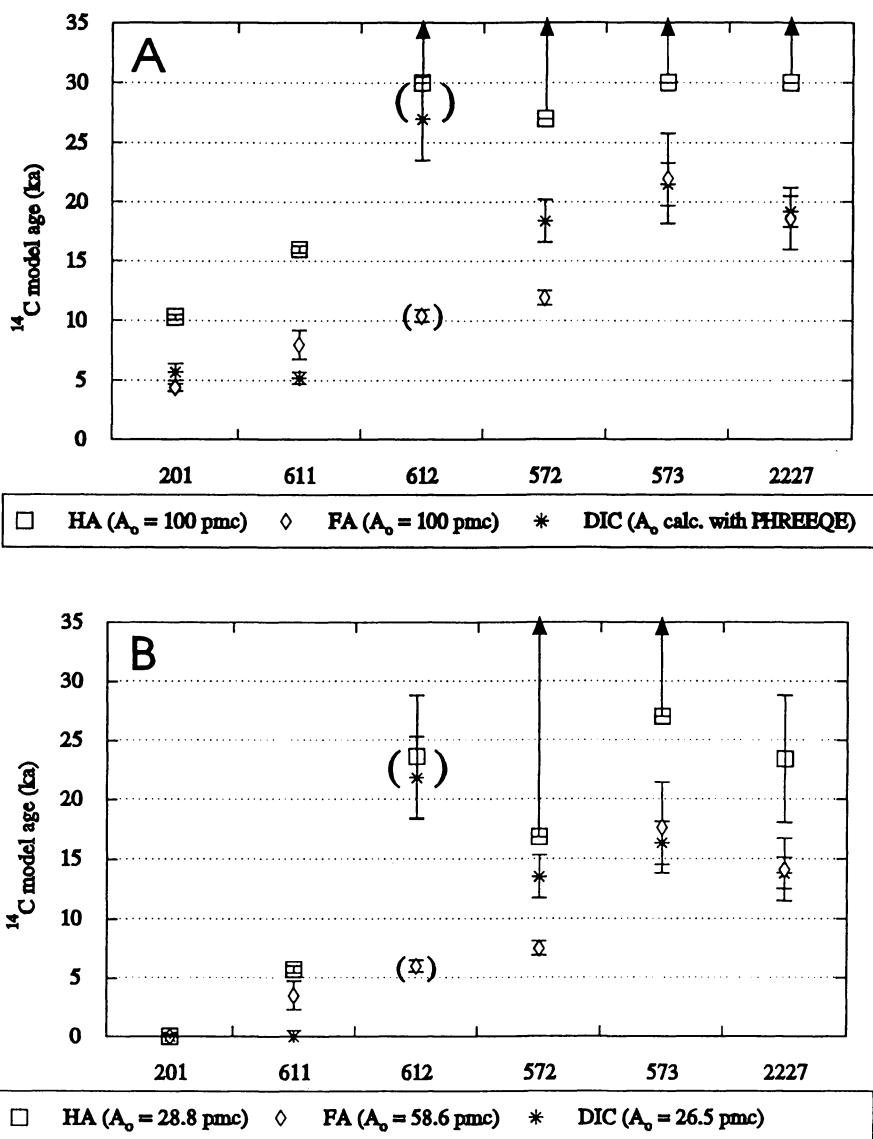 A
35
30
25
20
15
10
5
0
¹⁴C model age (ka)
201 611 612 572 573 2227
HA (Aₒ = 100 pmc) FA (Aₒ = 100 pmc) DIC (Aₒ calc. with PHREEQE)
B
35
30
25
20
15
10
5
0
¹⁴C model age (ka)
201 611 612 572 573 2227
HA (Aₒ = 28.8 pmc) FA (Aₒ = 58.6 pmc) DIC (Aₒ = 26.5 pmc)